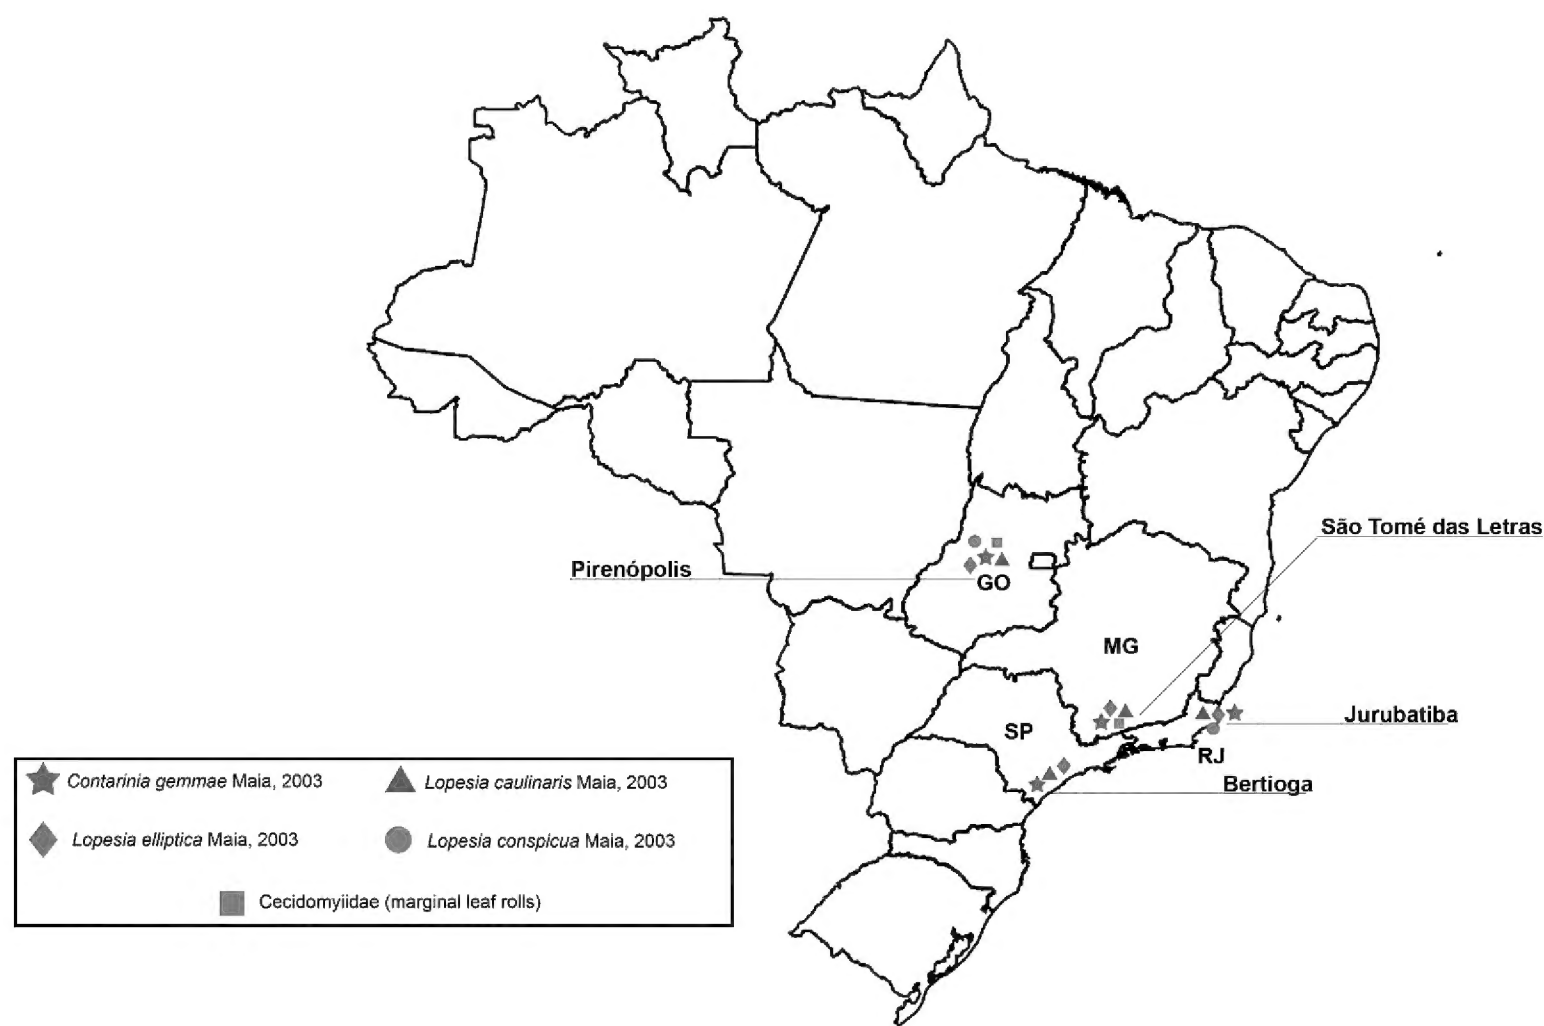 São Tomé das Letras
Pirenópolis
GO
MG
Jurubatiba
SP
RJ
Bertioga
Contarinia gemmae Maia, 2003
Lopesia caulinaris Maia, 2003
Lopesia elliptica Maia, 2003
Lopesia conspicua Maia, 2003
Cecidomyiidae (marginal leaf rolls)